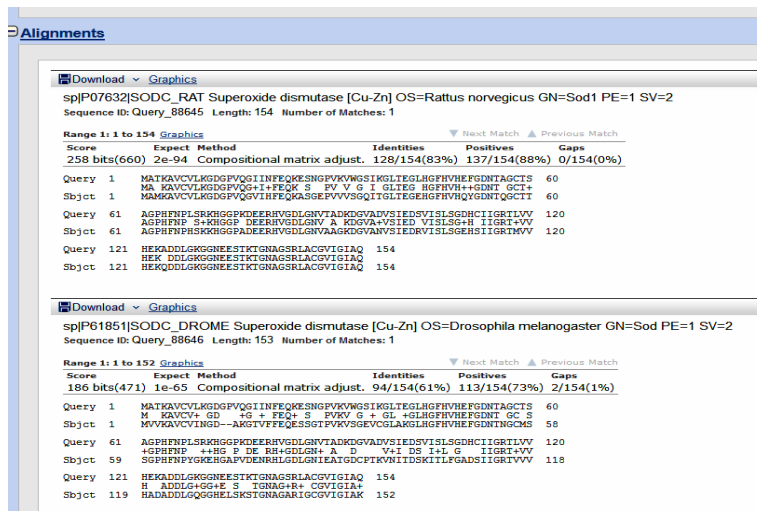 Alignments
Download Graphics
sp|P07632|SODC_RAT Superoxide dismutase [Cu-Zn] OS=Rattus norvegicus GN=Sod1 PE=1 SV=2
Sequence ID: Query_88645 Length: 154 Number of Matches: 1
Range 1: 1 to 154 Graphics Next Match Previous Match
Score Expect Method Identities Positives Gaps
258 bits(660) 2e-94 Compositional matrix adjust. 128/154(83%) 137/154(88%) 0/154(0%)
Query 1 MATKAVCVLKGDGPVQGIINFEQKESNGPVKVWGSIKGLTEGLHGFHVHEFGDNTAGCTS 60
MA KAVCVLKGDGPVQG+I+FEQK S PV V G I GLTEG HGFHVH++GDNT GCT+
Sbjct 1 MAMKAVCVLKGDGPVQGVIHFEQKASGEPVVVSGQITGLTEGEHGFHVHQYGDNTQGCTT 60
Query 61 AGPHFNPLSRKHGGPKDEERHVGDLGNVTADKDGVADVSIEDSVISLSGDHCIIGRTLVV 120
AGPHFNP S+KHGGP DEERHVGDLGNV A KDGVA+VSIED VISLSG+H IIGRT+VV
Sbjct 61 AGPHFNPHSKKHGGPADEERHVGDLGNVAAGKDGVANVSIEDRVISLSGEHSIIGRTMVV 120
Query 121 HEKADDLGKGGNEESTKTGNAGSRLACGVIGIAQ 154
HEK DDLGKGGNEESTKTGNAGSRLACGVIGIAQ
Sbjct 121 HEKQDDLGKGGNEESTKTGNAGSRLACGVIGIAQ 154
Download Graphics
sp|P61851|SODC_DROME Superoxide dismutase [Cu-Zn] OS=Drosophila melanogaster GN=Sod PE=1 SV=2
Sequence ID: Query_88646 Length: 153 Number of Matches: 1
Range 1: 1 to 152 Graphics Next Match Previous Match
Score Expect Method Identities Positives Gaps
186 bits(471) 1e-65 Compositional matrix adjust. 94/154(61%) 113/154(73%) 2/154(1%)
Query 1 MATKAVCVLKGDGPVQGIINFEQKESNGPVKVWGSIKGLTEGLHGFHVHEFGDNTAGCTS 60
M KAVCV+ GD +G + FEQ+ S PVKV G + GL +GLHGFHVHEFGDNT GC S
Sbjct 1 MVVKAVCVINGD--AKGTVFFEQESSGTPVKVSGEVCGLAKGLHGFHVHEFGDNTNGCMS 58
Query 61 AGPHFNPLSRKHGGPKDEERHVGDLGNVTADKDGVADVSIEDSVISLSGDHCIIGRTLVV 120
+GPHFNP ++HG P DE RH+GDLGN+ A D V+I DS I+L G IIGRT+VV
Sbjct 59 SGPHFNPYGKEHGAPVDENRHLGDLGNIEATGDCPTKVNITDSKITLFGADSIIGRTVVV 118
Query 121 HEKADDLGKGGNEESTKTGNAGSRLACGVIGIAQ 154
H ADDLG+GG+E S TGNAG+R+ CGVIGIA+
Sbjct 119 HADADDLGQGGHELSKSTGNAGARIGCGVIGIAK 152